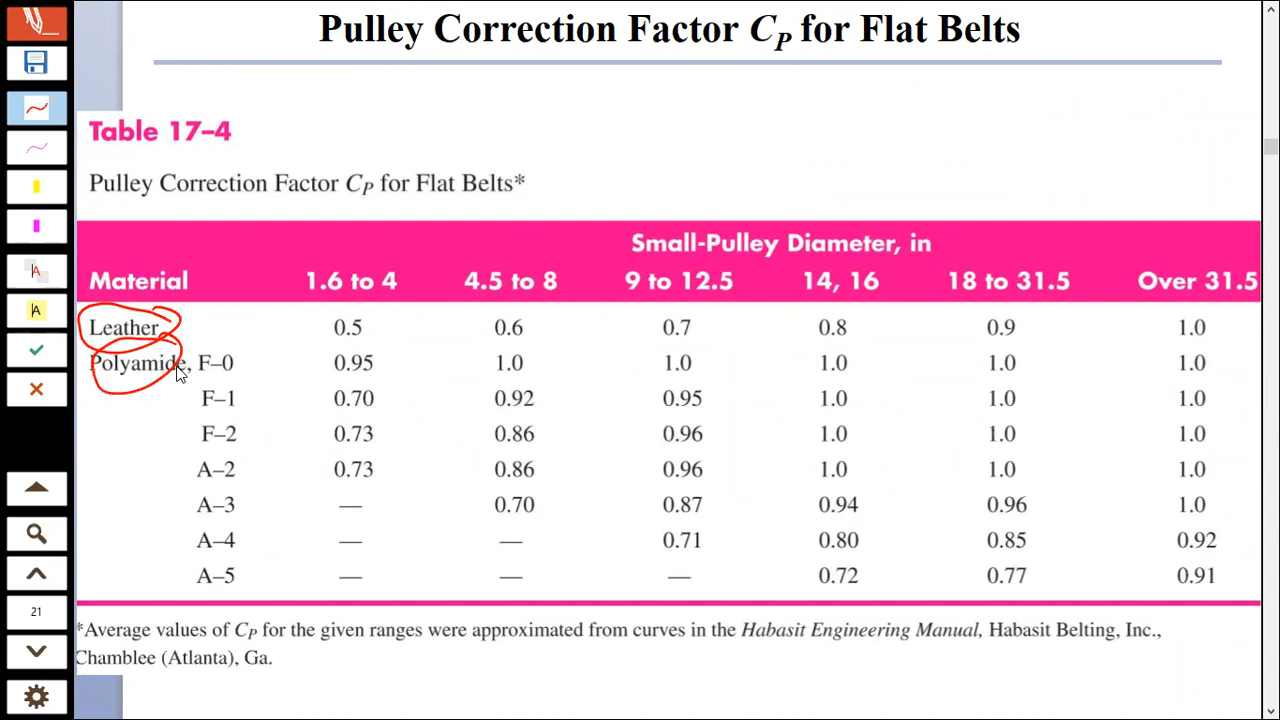 Pulley Correction Factor CP for Flat Belts
Table 17–4
Pulley Correction Factor CP for Flat Belts*
Small-Pulley Diameter, in
Material 1.6 to 4 4.5 to 8 9 to 12.5 14, 16 18 to 31.5 Over 31.5
Leather 0.5 0.6 0.7 0.8 0.9 1.0
Polyamide, F–0 0.95 1.0 1.0 1.0 1.0 1.0
F–1 0.70 0.92 0.95 1.0 1.0 1.0
F–2 0.73 0.86 0.96 1.0 1.0 1.0
A–2 0.73 0.86 0.96 1.0 1.0 1.0
A–3 — 0.70 0.87 0.94 0.96 1.0
A–4 — — 0.71 0.80 0.85 0.92
A–5 — — — 0.72 0.77 0.91
*Average values of CP for the given ranges were approximated from curves in the Habasit Engineering Manual, Habasit Belting, Inc.,
Chamblee (Atlanta), Ga.
A
A
21